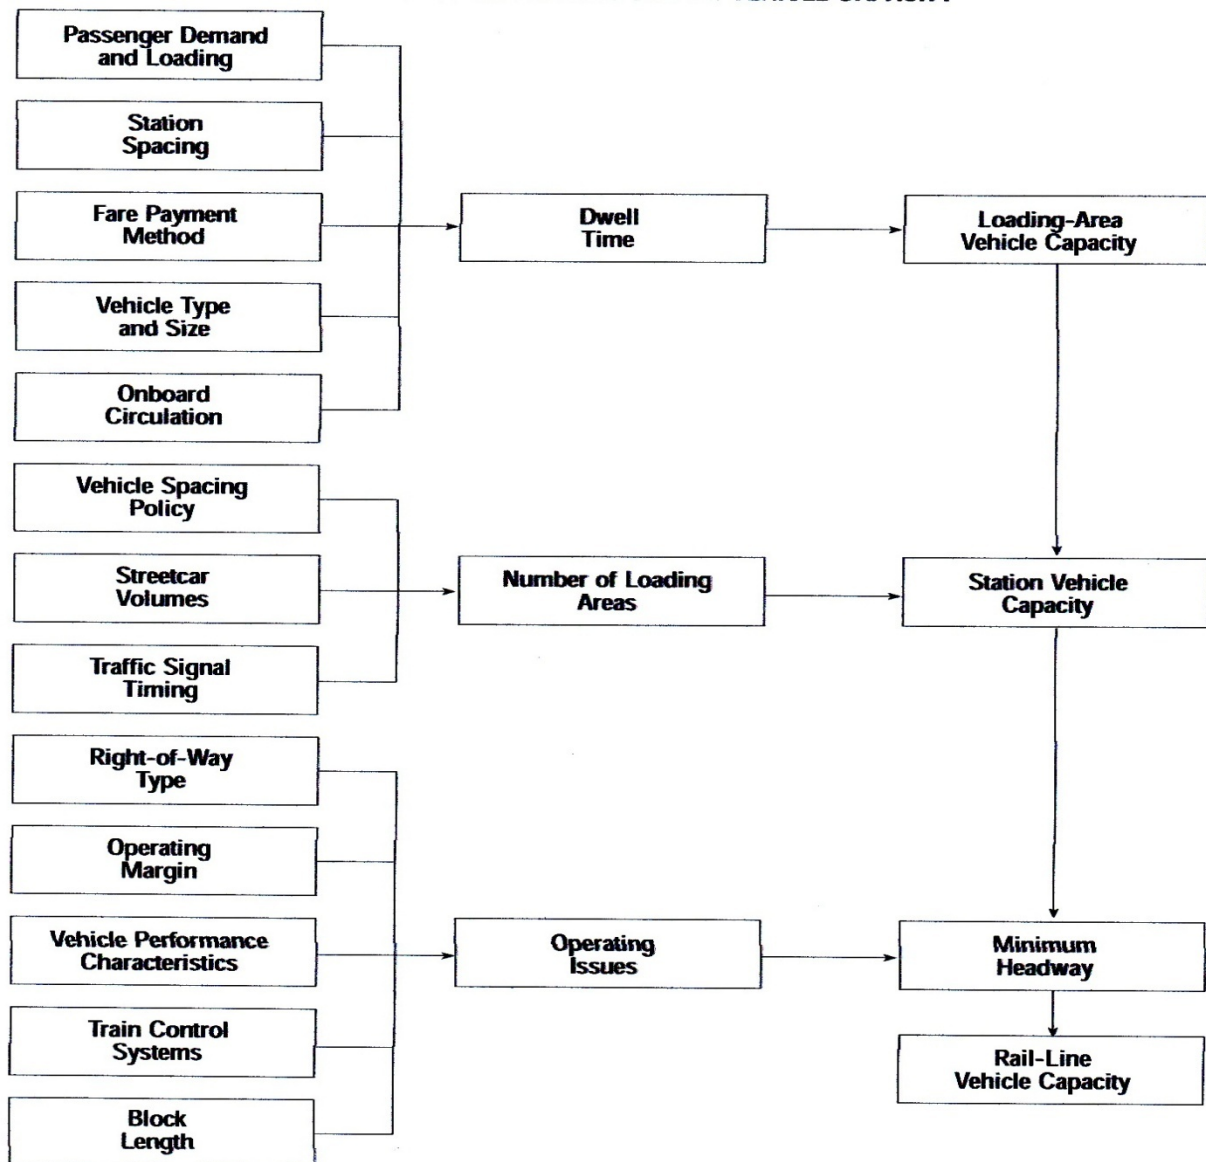 Passenger Demand
and Loading
Station
Spacing
Fare Payment
Method
Dwell
Time
Loading-Area
Vehicle Capacity
Vehicle Type
and Size
Onboard
Circulation
Vehicle Spacing
Policy
Streetcar
Volumes
Number of Loading
Areas
Station Vehicle
Capacity
Traffic Signal
Timing
Right-of-Way
Type
Operating
Margin
Vehicle Performance
Characteristics
Operating
Issues
Minimum
Headway
Train Control
Systems
Rail-Line
Vehicle Capacity
Block
Length